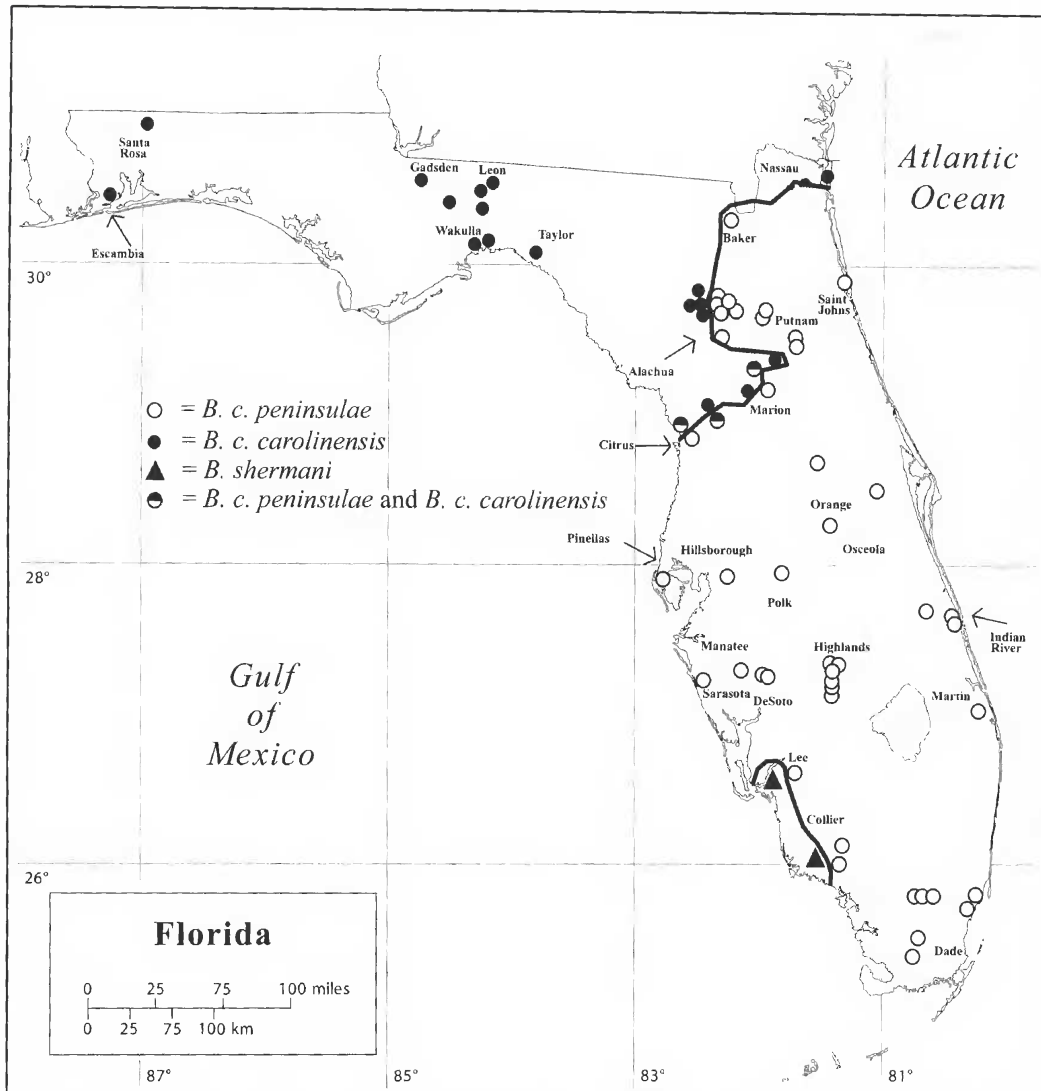 Santa
Rosa
Gadsden
Leon
Nassau
Atlantic
Ocean
Wakulla
Taylor
Baker
Escambia
30°
Saint
Johns
Putnam
Alachua
Marion
○ = B. c. peninsulae
● = B. c. carolinensis
▲ = B. shermani
◓ = B. c. peninsulae and B. c. carolinensis
Citrus
Orange
Osceola
Pinellas
Hillsborough
28°
Polk
Indian
River
Manatee
Highlands
Gulf
of
Mexico
Sarasota
DeSoto
Martin
Lee
Collier
26°
Florida
0 25 75 100 miles
0 25 75 100 km
Dade
87°
85°
83°
81°